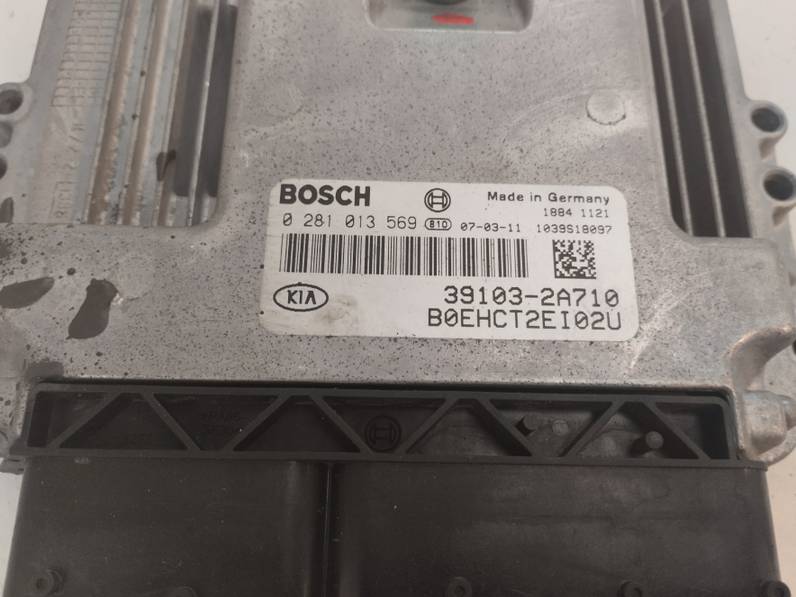 BOSCH
Made in Germany
1884 1121
0 281 013 569 810 07-03-11 1039S18097
KIA
39103-2A710
B0EHCT2EI02U